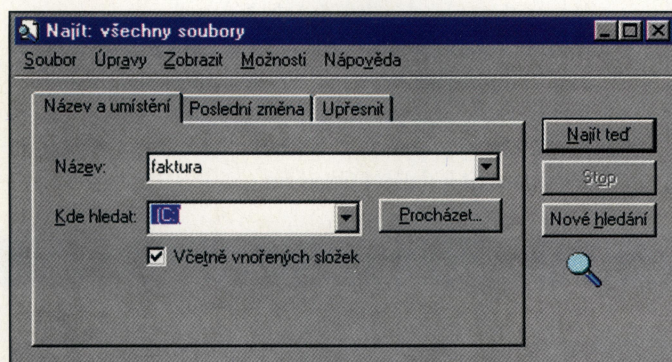 Najít: všechny soubory
Soubor Úpravy Zobrazit Možnosti Nápověda
Název a umístění Poslední změna Upřesnit
Název: faktura
Kde hledat: (C:)
Procházet...
Včetně vnořených složek
Najít teď
Stop
Nové hledání